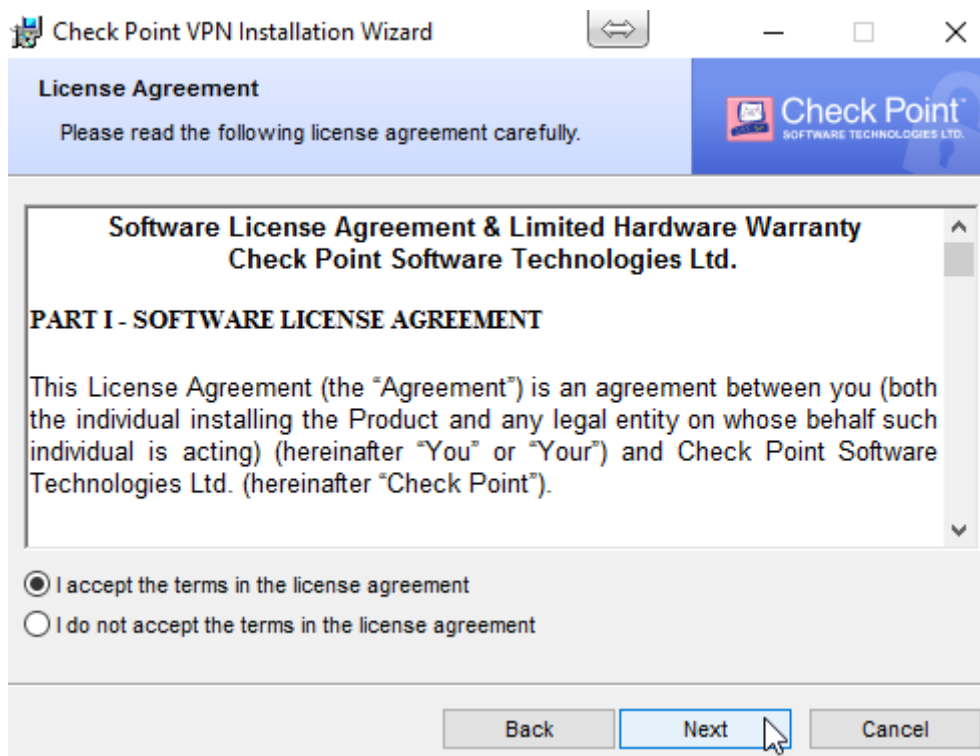 Check Point VPN Installation Wizard
License Agreement
Please read the following license agreement carefully.
Check Point™
SOFTWARE TECHNOLOGIES LTD.
Software License Agreement & Limited Hardware Warranty
Check Point Software Technologies Ltd.
PART I - SOFTWARE LICENSE AGREEMENT
This License Agreement (the “Agreement”) is an agreement between you (both
the individual installing the Product and any legal entity on whose behalf such
individual is acting) (hereinafter “You” or “Your”) and Check Point Software
Technologies Ltd. (hereinafter “Check Point”).
I accept the terms in the license agreement
I do not accept the terms in the license agreement
Back
Next
Cancel